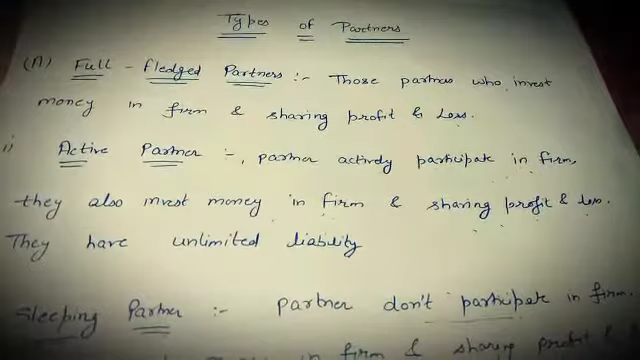 Types of Partners
(A) Full - fledged Partners :- Those partners who invest
money in firm & sharing profit & Loss.
i) Active Partner :-, partner actively participate in firm,
they also invest money in firm & sharing profit & loss.
They have unlimited liability
Sleeping Partner :- partner don't participate in firm.
in firm & sharing profit &